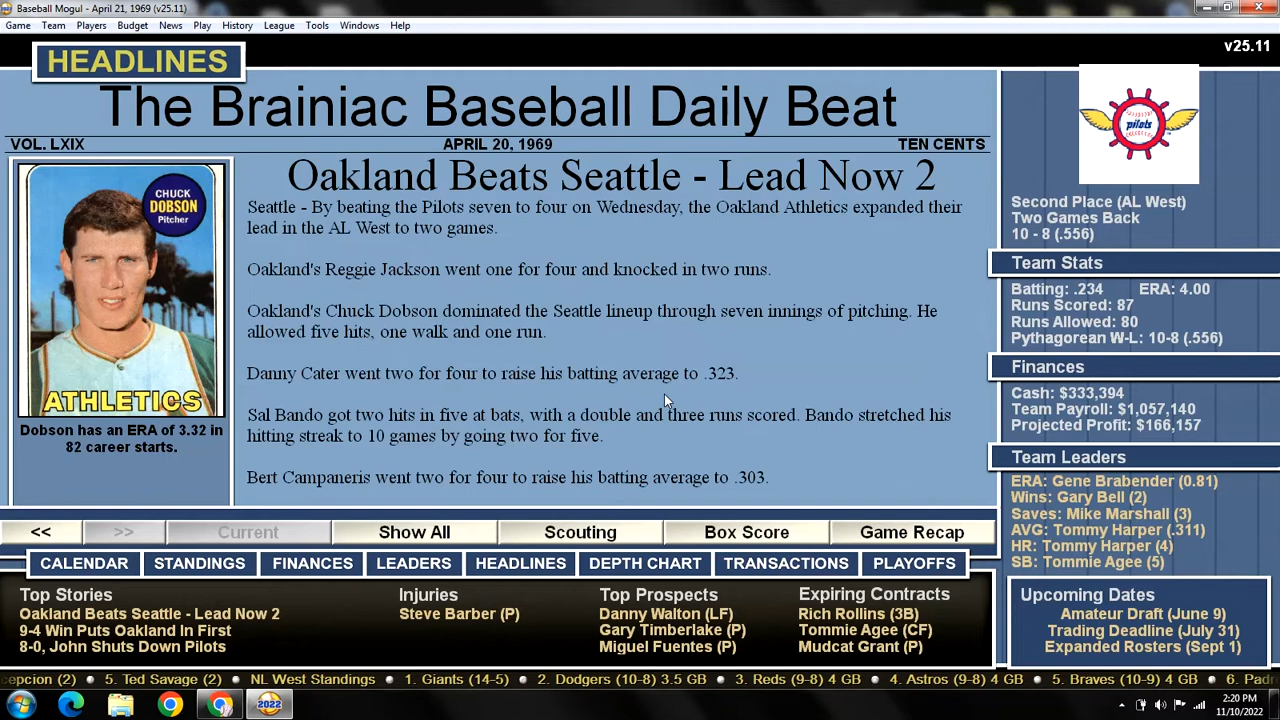 Baseball Mogul - April 21, 1969 (v25.11)
Game Team Players Budget News Play History League Tools Windows Help
HEADLINES
v25.11
The Brainiac Baseball Daily Beat
VOL. LXIX APRIL 20, 1969 TEN CENTS
CHUCK
DOBSON
Pitcher
ATHLETICS
Dobson has an ERA of 3.32 in
82 career starts.
Oakland Beats Seattle - Lead Now 2
Seattle - By beating the Pilots seven to four on Wednesday, the Oakland Athletics expanded their
lead in the AL West to two games.
Oakland's Reggie Jackson went one for four and knocked in two runs.
Oakland's Chuck Dobson dominated the Seattle lineup through seven innings of pitching. He
allowed five hits, one walk and one run.
Danny Cater went two for four to raise his batting average to .323.
Sal Bando got two hits in five at bats, with a double and three runs scored. Bando stretched his
hitting streak to 10 games by going two for five.
Bert Campaneris went two for four to raise his batting average to .303.
pilots
Second Place (AL West)
Two Games Back
10 - 8 (.556)
Team Stats
Batting: .234 ERA: 4.00
Runs Scored: 87
Runs Allowed: 80
Pythagorean W-L: 10-8 (.556)
Finances
Cash: $333,394
Team Payroll: $1,057,140
Projected Profit: $166,157
Team Leaders
ERA: Gene Brabender (0.81)
Wins: Gary Bell (2)
Saves: Mike Marshall (3)
AVG: Tommy Harper (.311)
HR: Tommy Harper (4)
SB: Tommie Agee (5)
<< >> Current Show All Scouting Box Score Game Recap
CALENDAR STANDINGS FINANCES LEADERS HEADLINES DEPTH CHART TRANSACTIONS PLAYOFFS
Top Stories
Oakland Beats Seattle - Lead Now 2
9-4 Win Puts Oakland In First
8-0, John Shuts Down Pilots
Injuries
Steve Barber (P)
Top Prospects
Danny Walton (LF)
Gary Timberlake (P)
Miguel Fuentes (P)
Expiring Contracts
Rich Rollins (3B)
Tommie Agee (CF)
Mudcat Grant (P)
Upcoming Dates
Amateur Draft (June 9)
Trading Deadline (July 31)
Expanded Rosters (Sept 1)
cepcion (2) • 5. Ted Savage (2) • NL West Standings • 1. Giants (14-5) • 2. Dodgers (10-8) 3.5 GB • 3. Reds (9-8) 4 GB • 4. Astros (9-8) 4 GB • 5. Braves (10-9) 4 GB • 6. Padr
2022
2:20 PM
11/10/2022